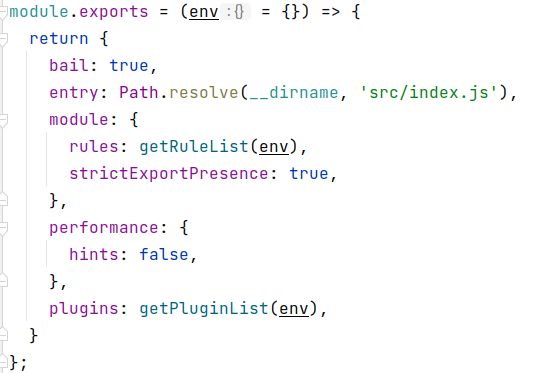 module.exports = (env : {} = {}) => {
  return {
    bail: true,
    entry: Path.resolve(__dirname, 'src/index.js'),
    module: {
      rules: getRuleList(env),
      strictExportPresence: true,
    },
    performance: {
      hints: false,
    },
    plugins: getPluginList(env),
  }
};